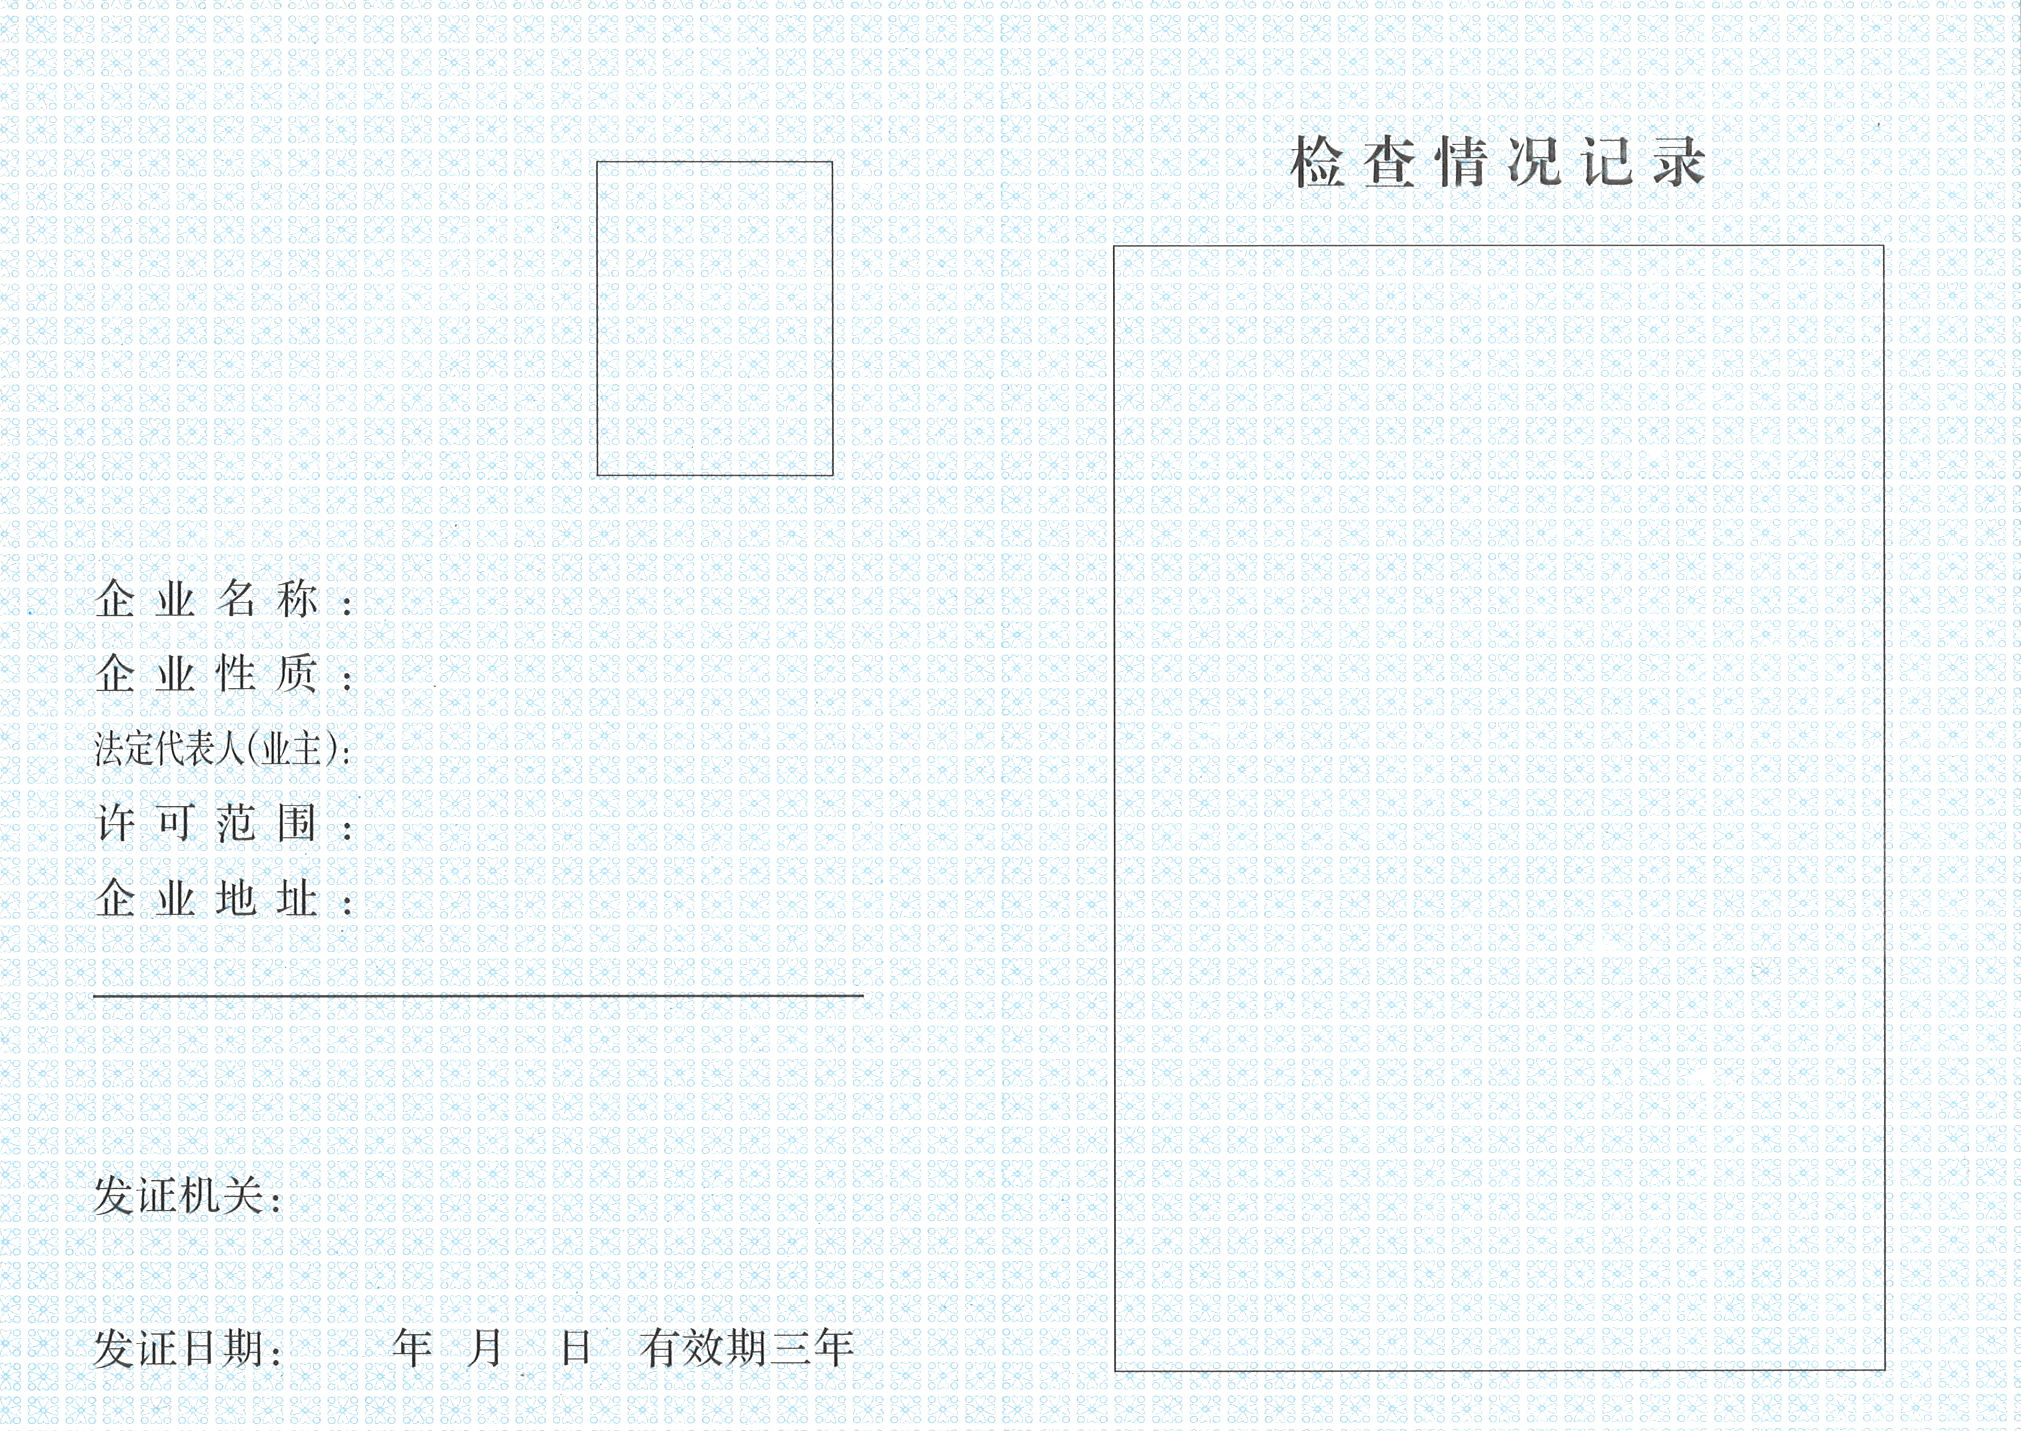 企业名称：
企业性质：
法定代表人(业主)：
许可范围：
企业地址：
发证机关：
发证日期： 年 月 日 有效期三年
检查情况记录